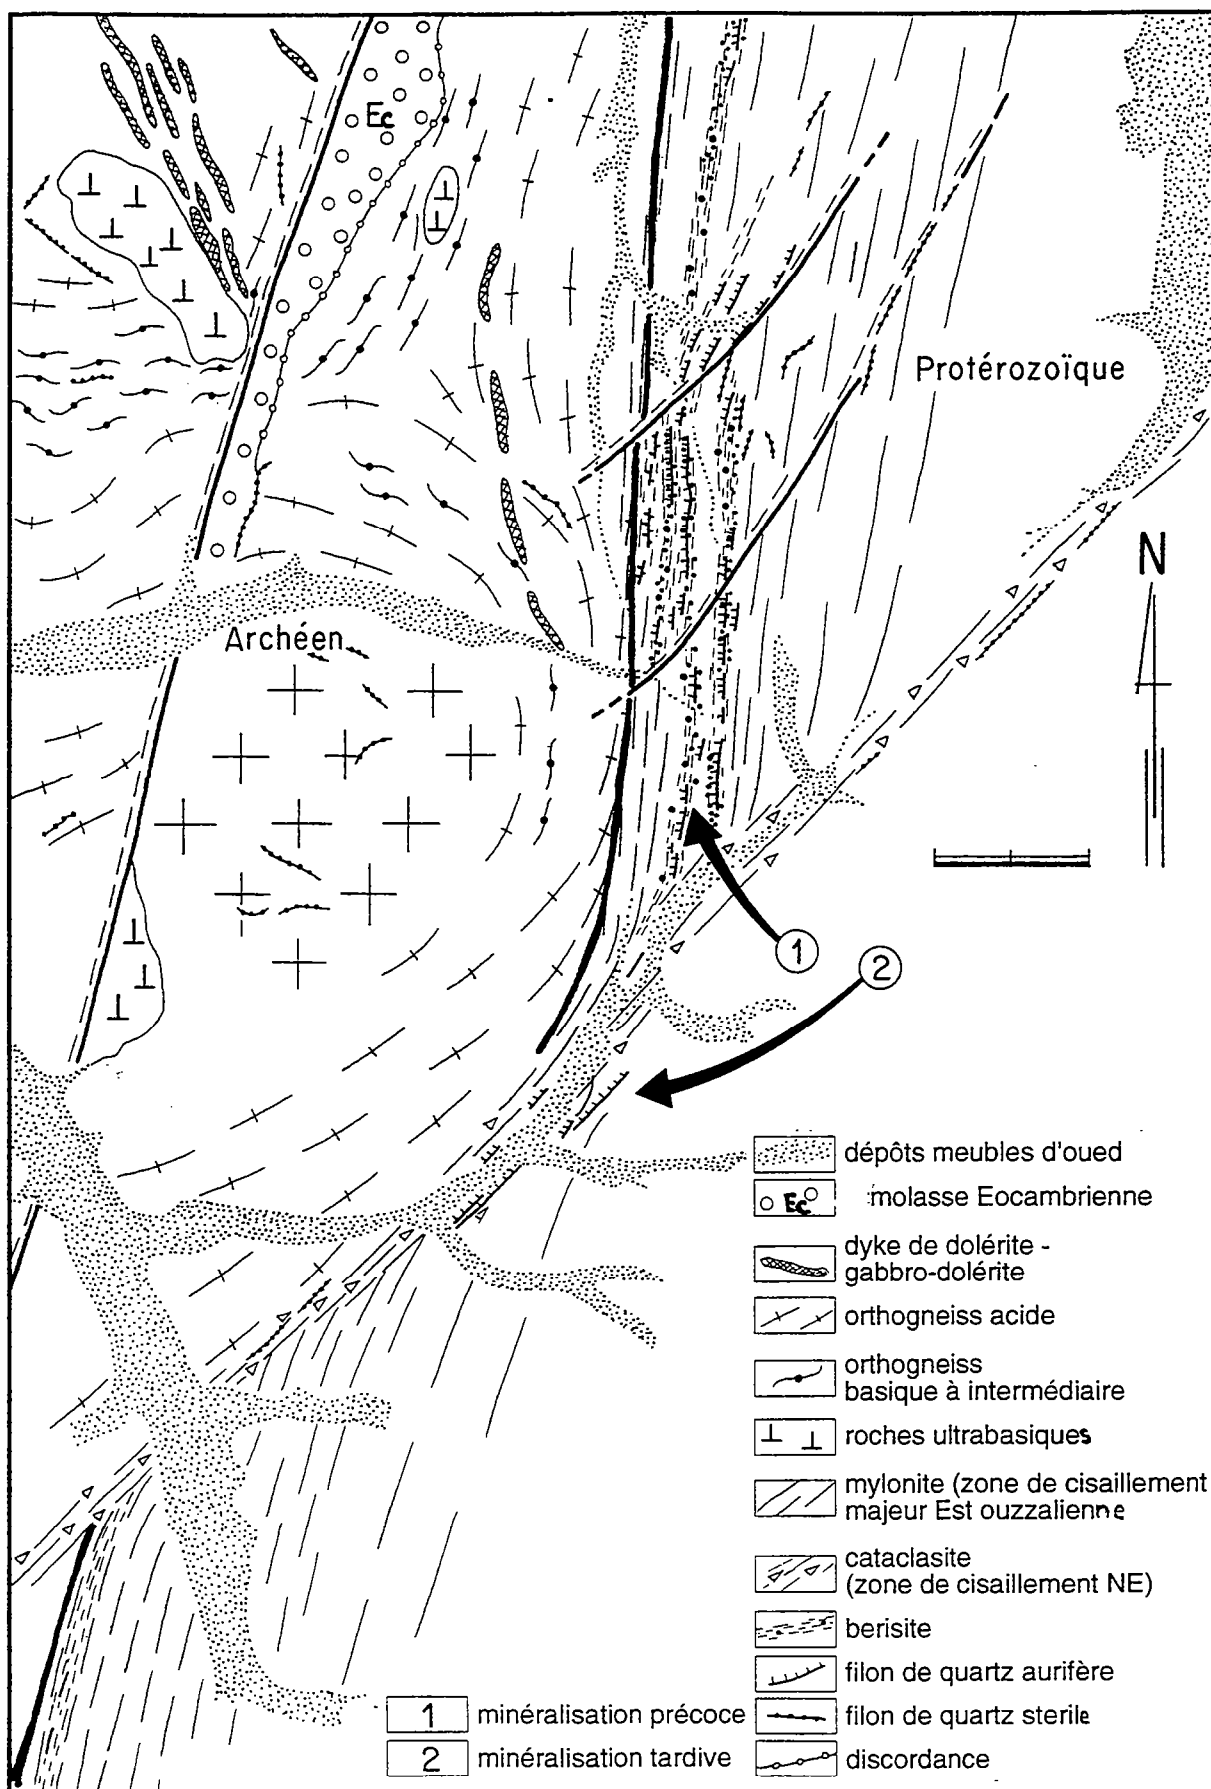 Ec
Protérozoïque
N
Archéen
1
2
dépôts meubles d'oued
Ec
molasse Eocambrienne
dyke de dolérite -
gabbro-dolérite
orthogneiss acide
orthogneiss
basique à intermédiaire
roches ultrabasiques
mylonite (zone de cisaillement
majeur Est ouzzalienne
cataclasite
(zone de cisaillement NE)
berisite
filon de quartz aurifère
1 minéralisation précoce
filon de quartz sterile
2 minéralisation tardive
discordance